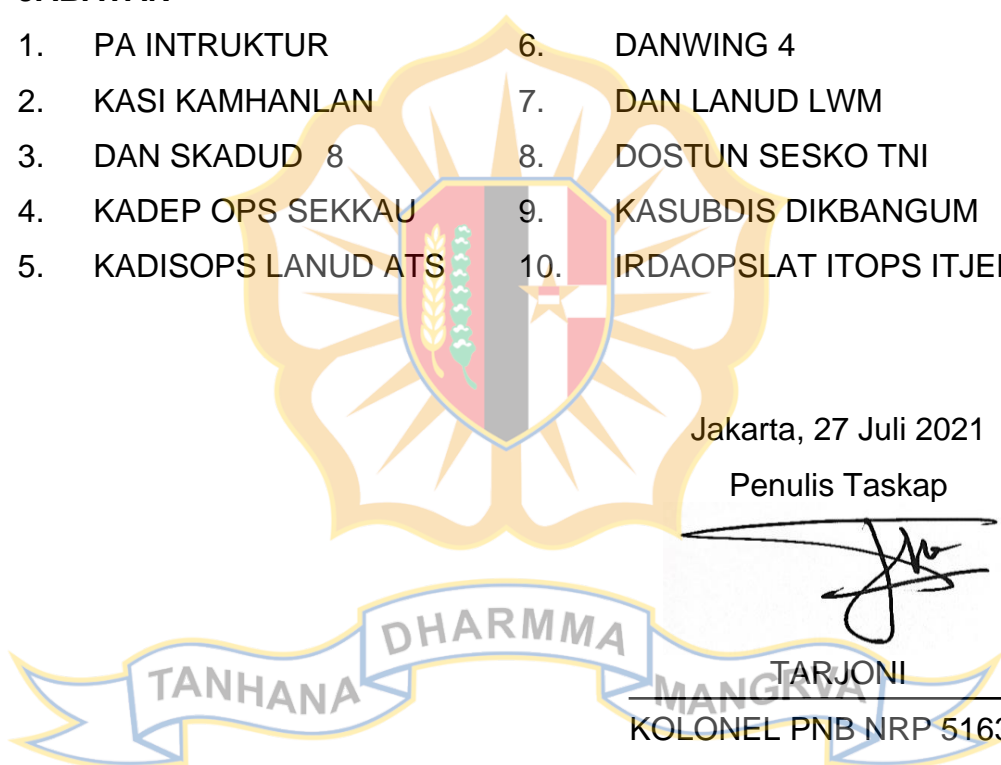 1. PA INTRUKTUR
2. KASI KAMHANLAN
3. DAN SKADUD 8
4. KADEP OPS SEKKAU
5. KADISOPS LANUD ATS
6. DANWING 4
7. DAN LANUD LWM
8. DOSTUN SESKO TNI
9. KASUBDIS DIKBANGUM
10. IRDAOPSLAT ITOPS
Jakarta, 27 Juli 2021
Penulis Taskap
TARJONI
KOLONEL PNB NRP
TANHANA DHARMMA MANGRVA